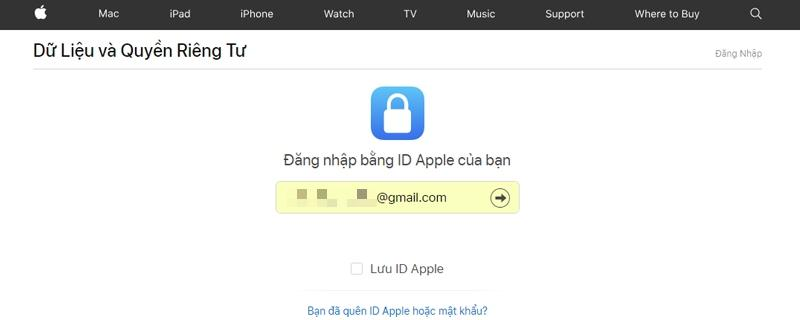 Mac iPad iPhone Watch TV Music Support Where to Buy
Dữ Liệu và Quyền Riêng Tư
Đăng Nhập
Đăng nhập bằng ID Apple của bạn
@gmail.com
Lưu ID Apple
Bạn đã quên ID Apple hoặc mật khẩu?